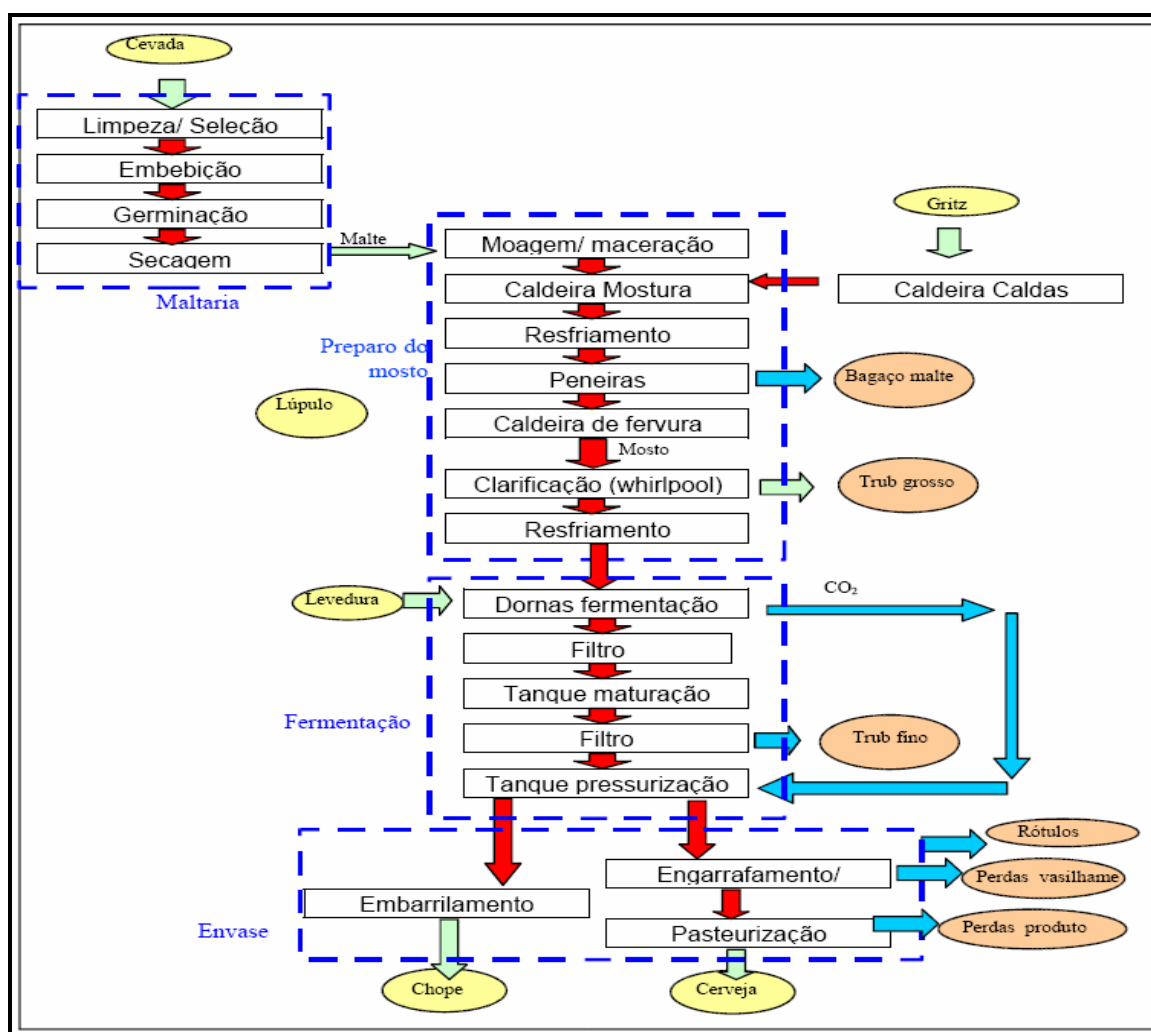 Cevada
Limpeza/ Seleção
Embebição
Germinação
Secagem
Maltaria
Malte
Gritz
Moagem/ maceração
Caldeira Mostura
Caldeira Caldas
Resfriamento
Preparo do
mosto
Peneiras
Bagaço malte
Lúpulo
Caldeira de fervura
Mosto
Clarificação (whirlpool)
Trub grosso
Resfriamento
Levedura
Dornas fermentação
CO₂
Filtro
Tanque maturação
Fermentação
Filtro
Trub fino
Tanque pressurização
Rótulos
Engarrafamento/
Perdas vasilhame
Embarrilamento
Envase
Pasteurização
Perdas produto
Chope
Cerveja